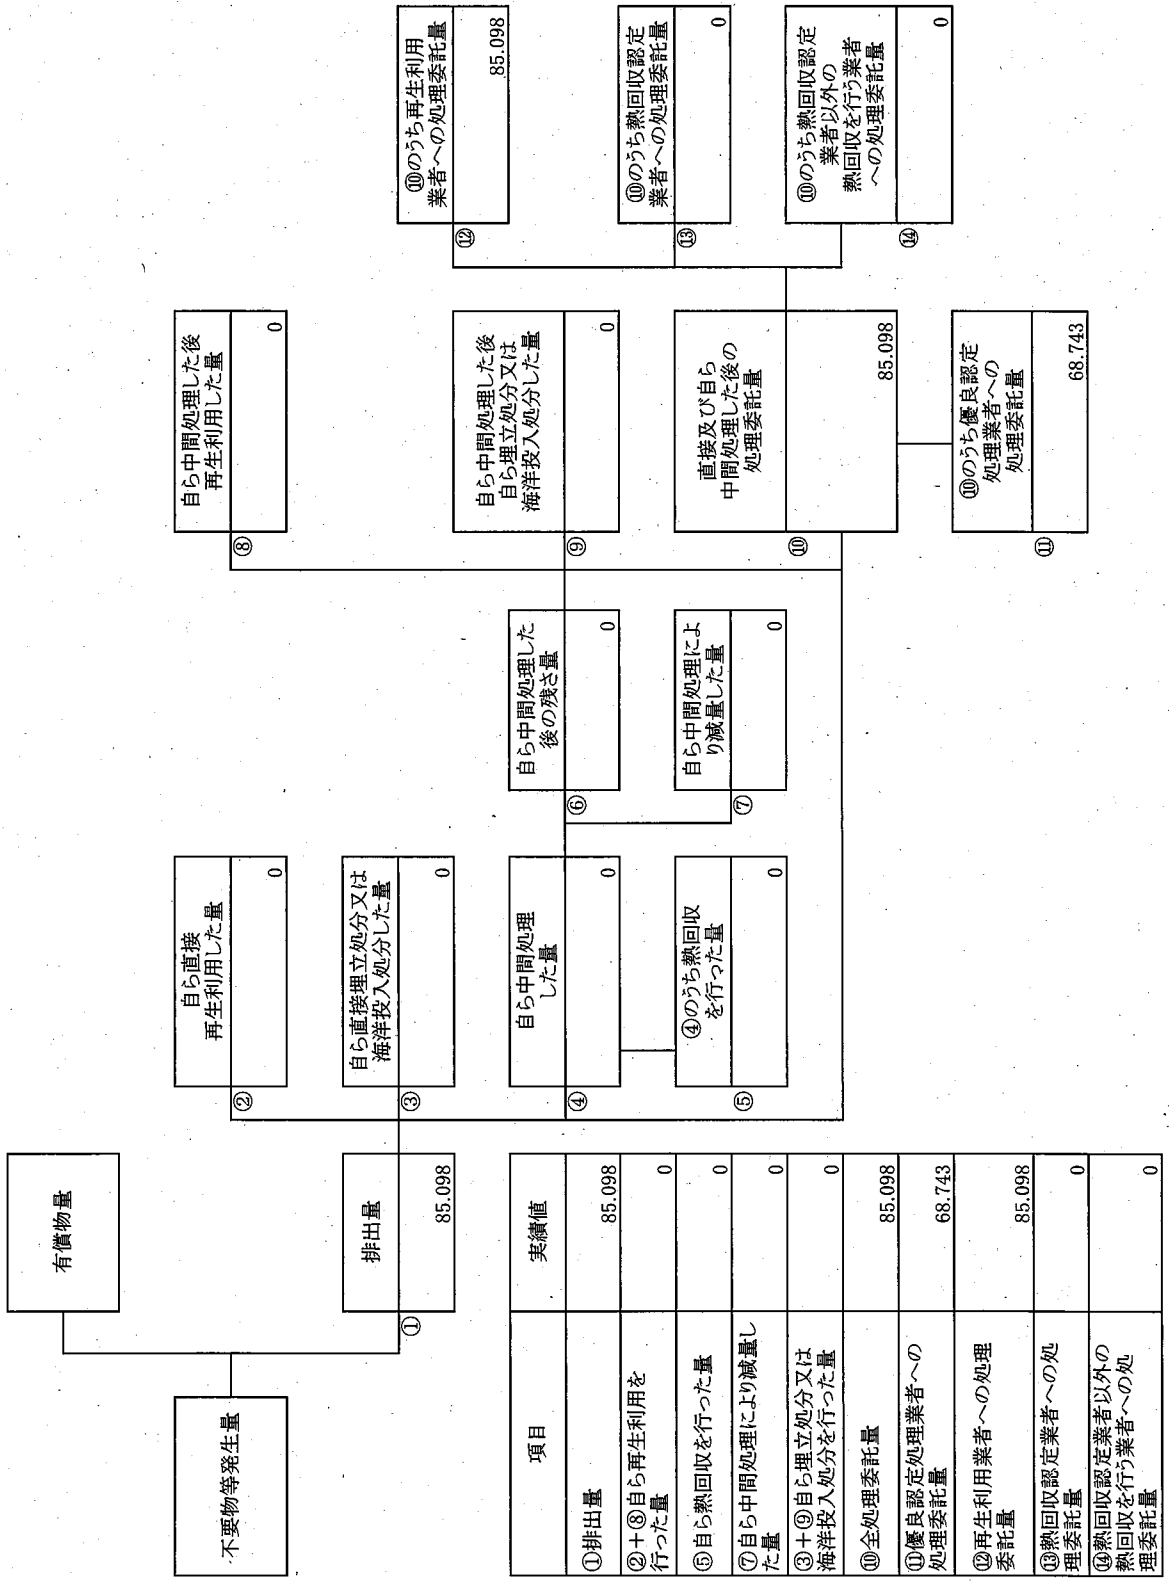 不要物等発生量
有償物量
①
排出量
85.098
②
自ら直接
再生利用した量
0
③
自ら直接埋立処分又は
海洋投入処分した量
0
④
自ら中間処理
した量
0
⑤
④のうち熱回収
を行った量
0
⑥
自ら中間処理した
後の残さ量
0
⑦
自ら中間処理によ
り減量した量
0
⑧
自ら中間処理した後
再生利用した量
0
⑨
自ら中間処理した後
自ら埋立処分又は
海洋投入処分した量
0
⑩
直接及び自ら
中間処理した後の
処理委託量
85.098
⑪
⑩のうち優良認定
処理業者への
処理委託量
68.743
⑫
⑩のうち再生利用
業者への処理委託量
85.098
⑬
⑩のうち熱回収認定
業者への処理委託量
0
⑭
⑩のうち熱回収認定
業者以外の
熱回収を行う業者
への処理委託量
0
項目 実績値
①排出量 85.098
②+⑧自ら再生利用を
行った量 0
⑤自ら熱回収を行った量 0
⑦自ら中間処理により減量し
た量 0
③+⑨自ら埋立処分又は
海洋投入処分を行った量 0
⑩全処理委託量 85.098
⑪優良認定処理業者への
処理委託量 68.743
⑫再生利用業者への処理
委託量 85.098
⑬熱回収認定業者への処
理委託量 0
⑭熱回収認定業者以外の
熱回収を行う業者への処
理委託量 0